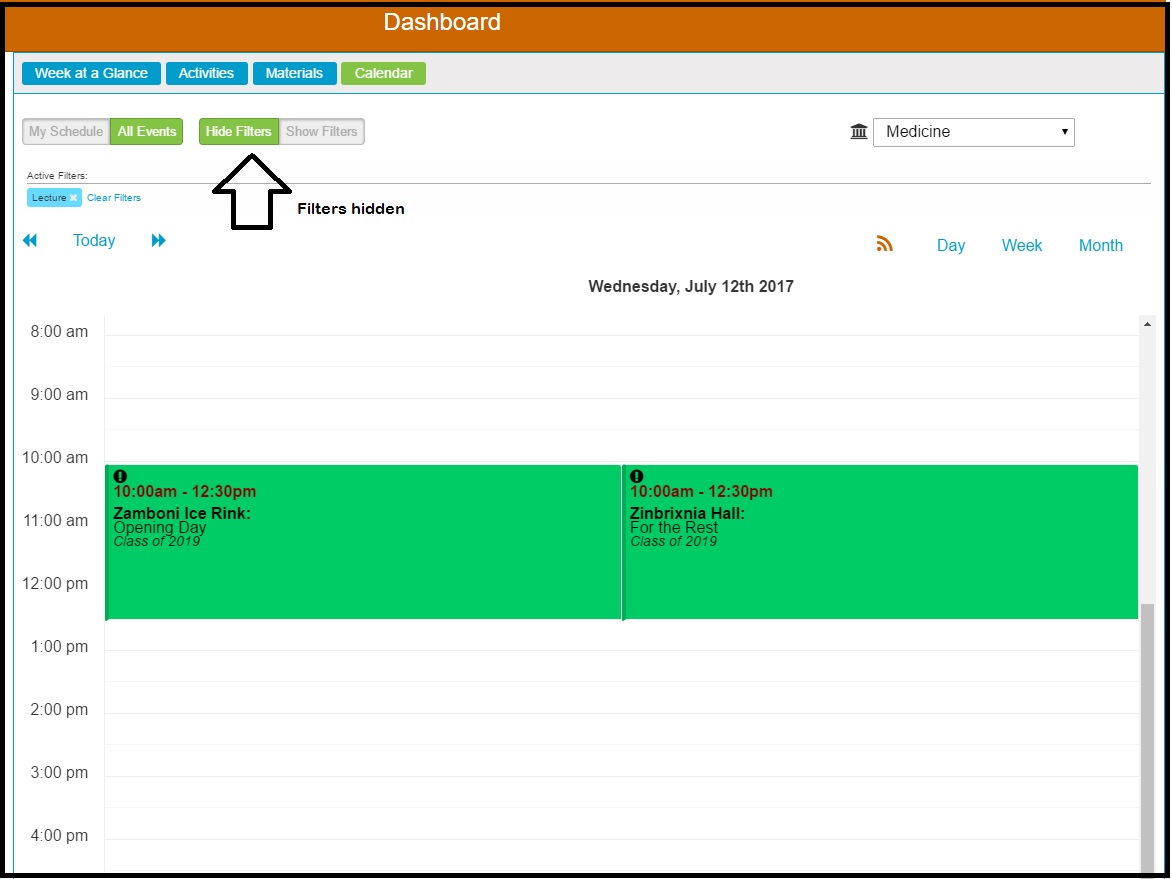 Dashboard
Week at a Glance Activities Materials Calendar
My Schedule All Events Hide Filters Show Filters Medicine
Active Filters:
Lecture × Clear Filters
Filters hidden
Today Day Week Month
Wednesday, July 12th 2017
8:00 am
9:00 am
10:00 am
10:00am - 12:30pm
Zamboni Ice Rink:
Opening Day
Class of 2019
10:00am - 12:30pm
Zinbrixnia Hall:
For the Rest
Class of 2019
11:00 am
12:00 pm
1:00 pm
2:00 pm
3:00 pm
4:00 pm